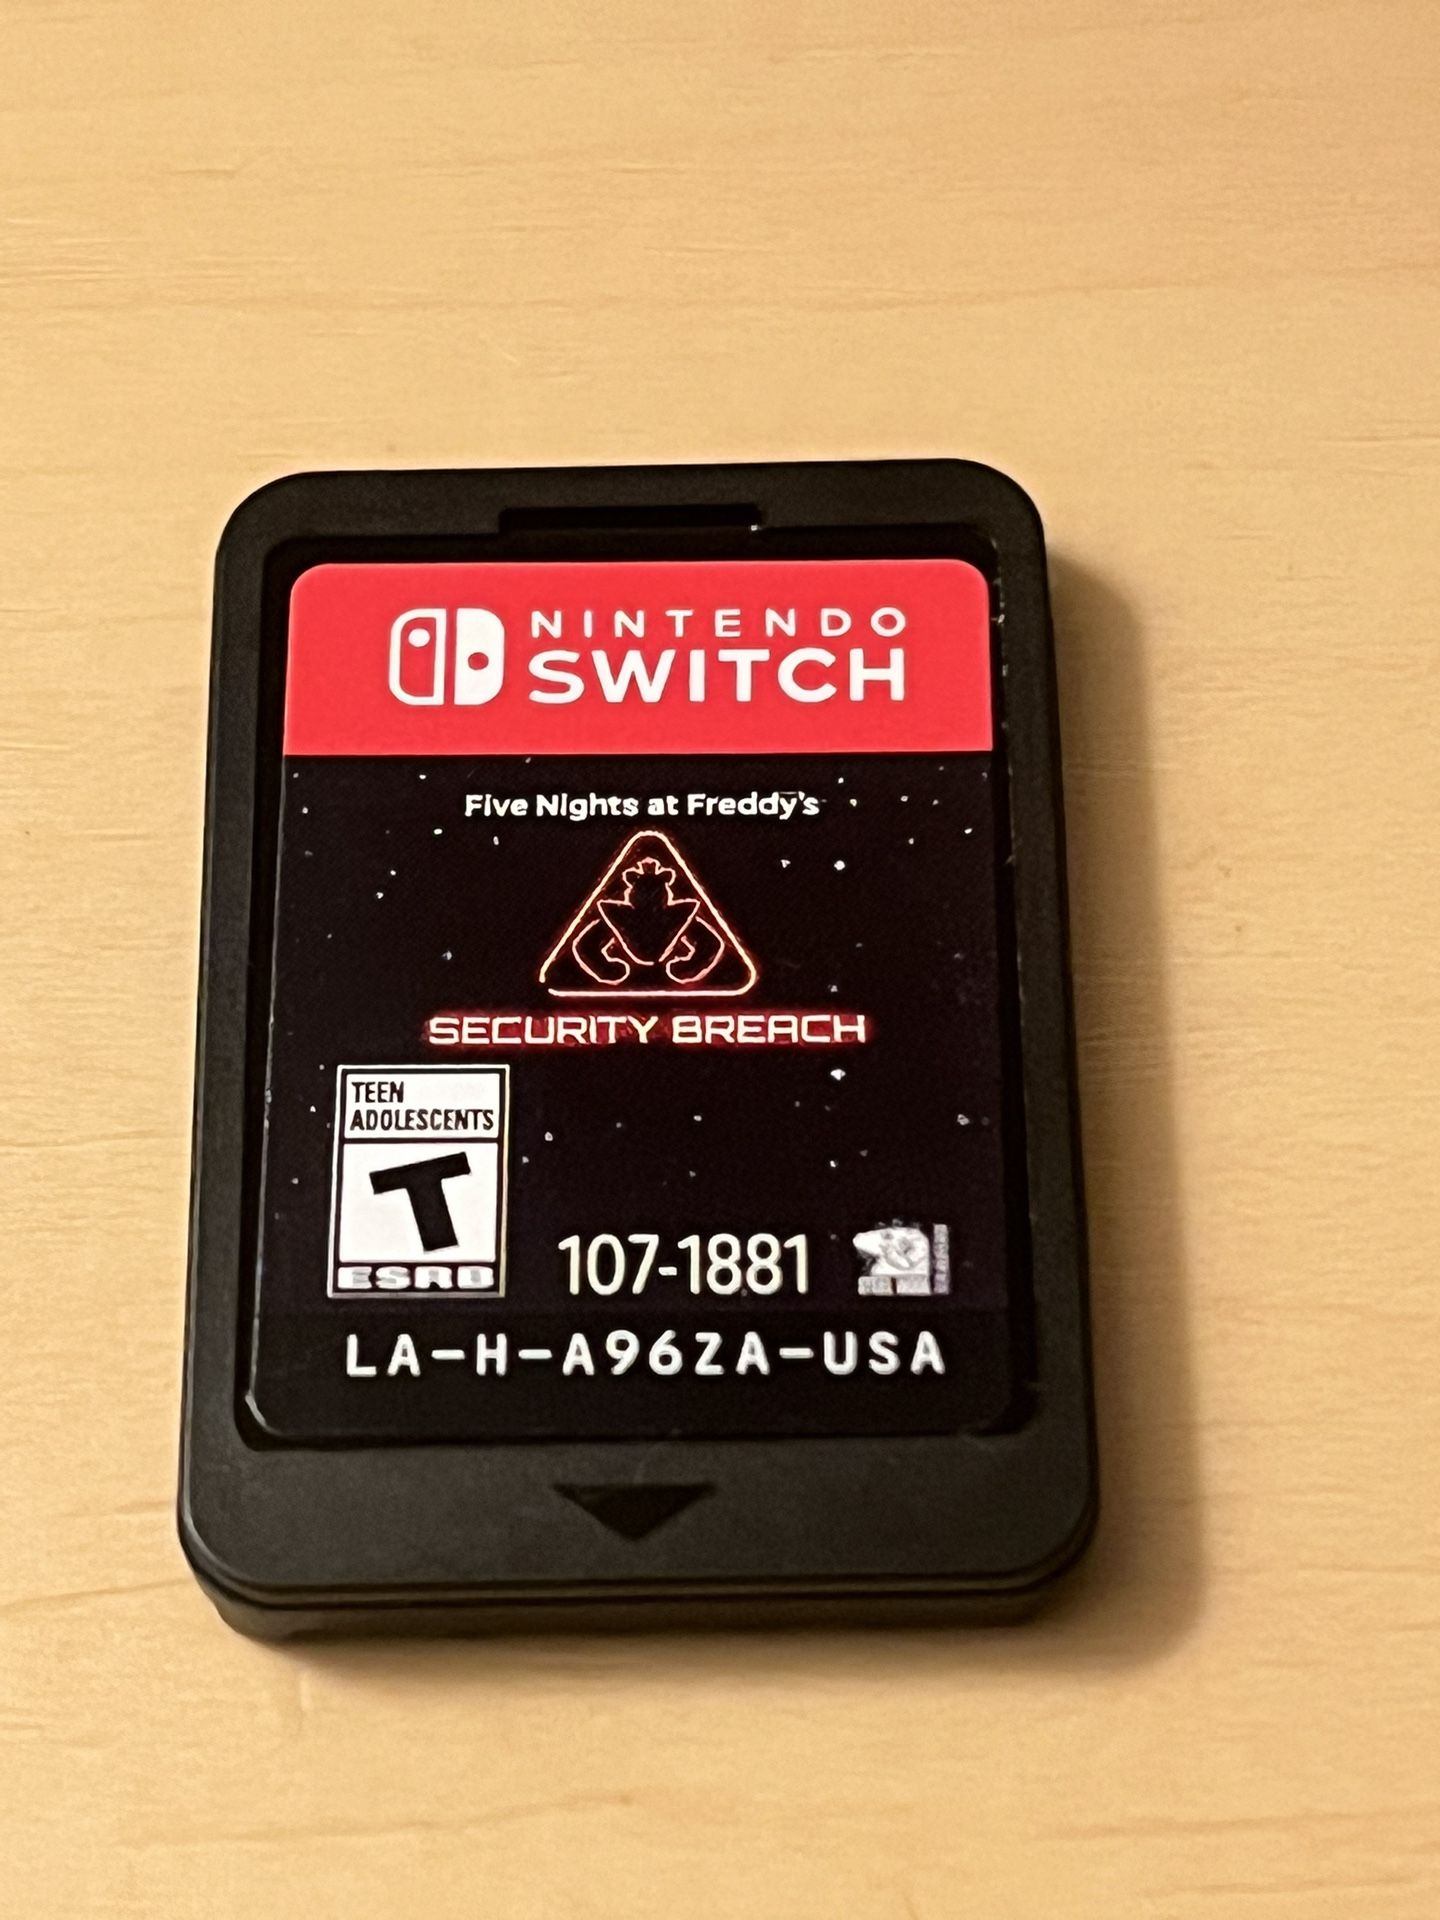 NINTENDO
SWITCH
Five Nights at Freddy's
SECURITY BREACH
TEEN
ADOLESCENTS
T
ESRB
107-1881
LA-H-A96ZA-USA